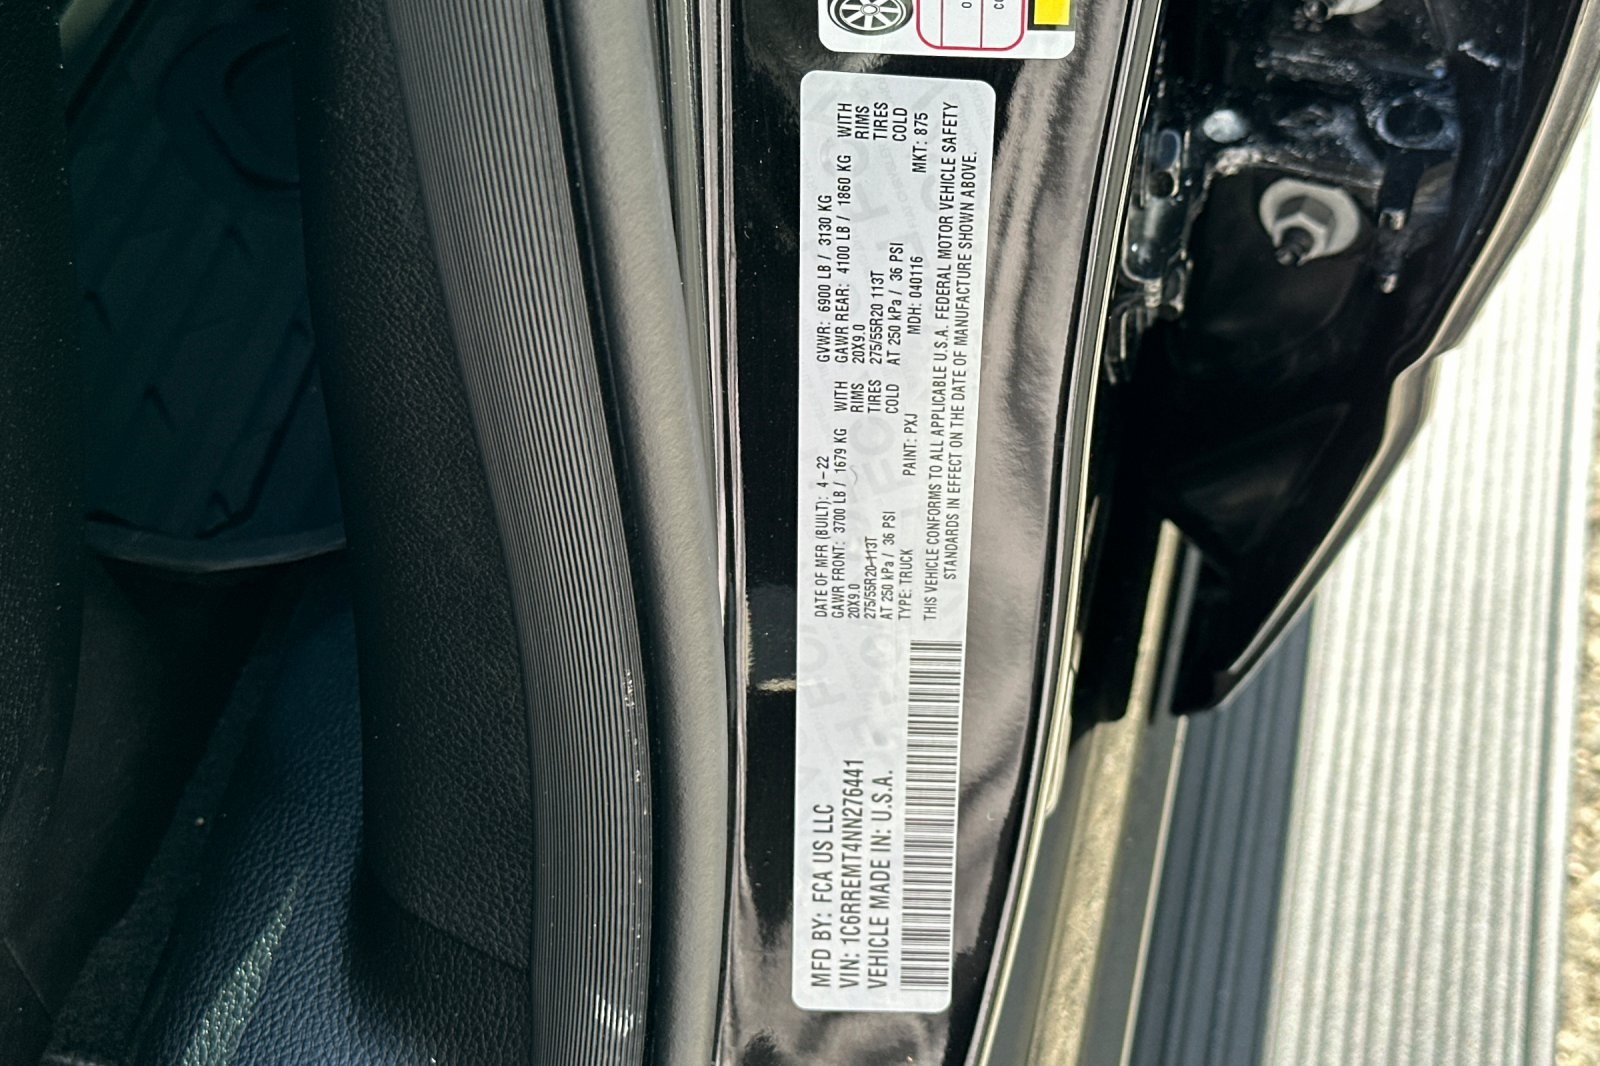 MFD BY: FCA US LLC
VIN: 1C6RREMT4NN276441
VEHICLE MADE IN: U.S.A.
DATE OF MFR (BUILT): 4-22 GVWR: 6900 LB / 3130 KG
GAWR FRONT: 3700 LB / 1679 KG WITH GAWR REAR: 4100 LB / 1860 KG WITH
20X9.0 RIMS 20X9.0 RIMS
275/55R20 113T TIRES 275/55R20 113T TIRES
AT 250 kPa / 36 PSI COLD AT 250 kPa / 36 PSI COLD
TYPE: TRUCK PAINT: PXJ MDH: 040116 MKT: 875
THIS VEHICLE CONFORMS TO ALL APPLICABLE U.S.A. FEDERAL MOTOR VEHICLE SAFETY
STANDARDS IN EFFECT ON THE DATE OF MANUFACTURE SHOWN ABOVE.